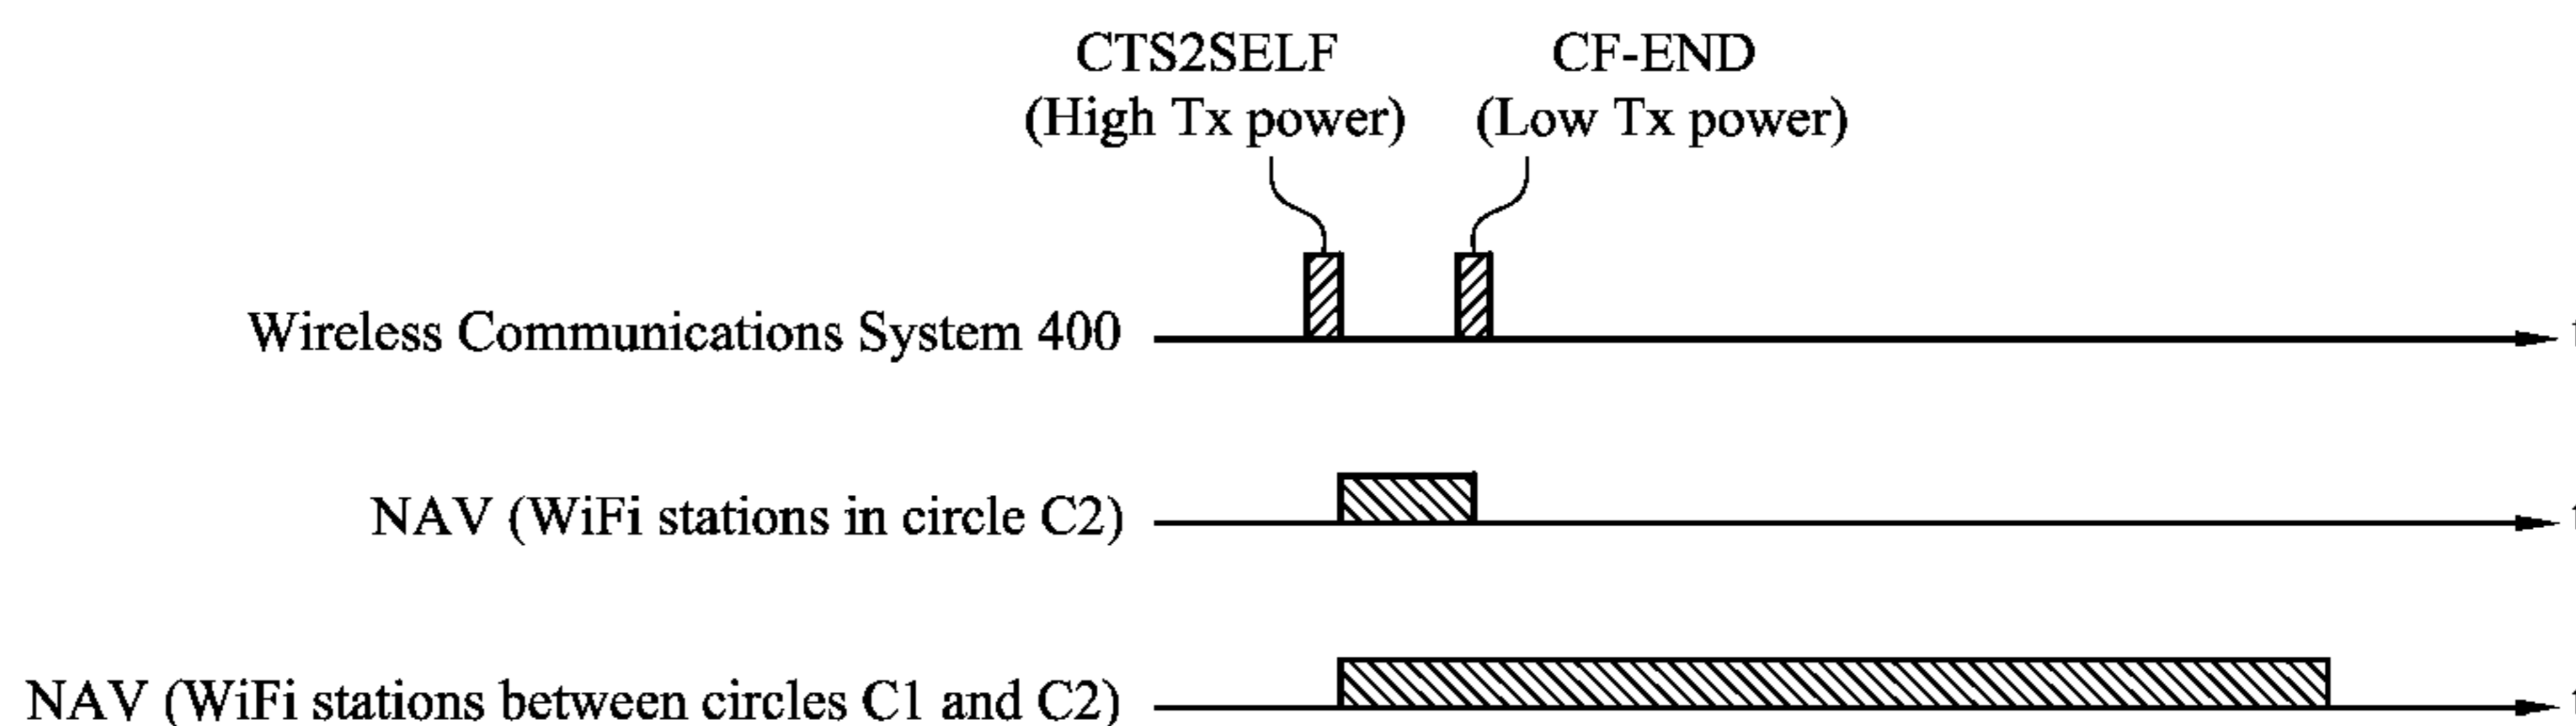 CTS2SELF
(High Tx power)
CF-END
(Low Tx power)
Wireless Communications System 400
t
NAV (WiFi stations in circle C2)
t
NAV (WiFi stations between circles C1 and C2)
t